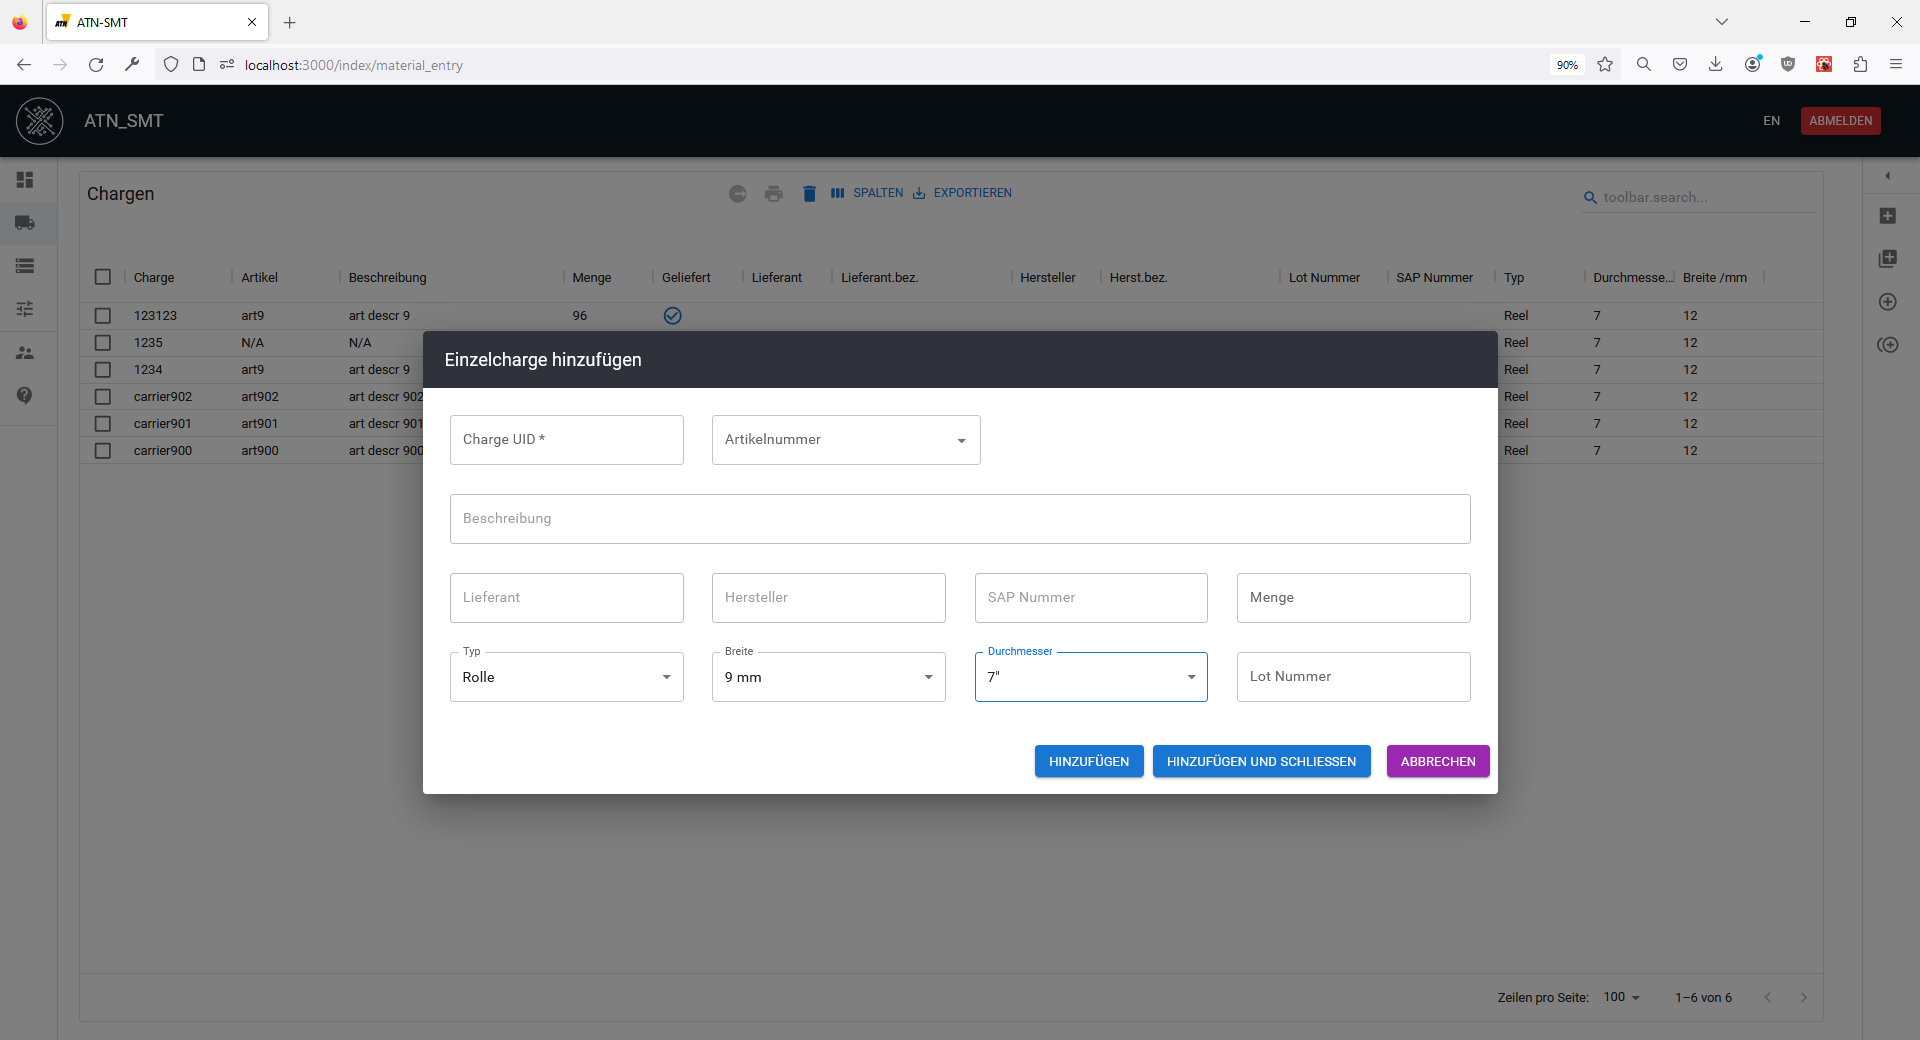 ATN-SMT
localhost:3000/index/material_entry
90%
ATN_SMT
EN
ABMELDEN
Chargen
SPALTEN
EXPORTIEREN
toolbar.search...
Charge Artikel Beschreibung Menge Geliefert Lieferant Lieferant.bez. Hersteller Herst.bez. Lot Nummer SAP Nummer Typ Durchmesse... Breite /mm
123123 art9 art descr 9 96 Reel 7 12
1235 N/A N/A Reel 7 12
1234 art9 art descr 9 Reel 7 12
carrier902 art902 art descr 902 Reel 7 12
carrier901 art901 art descr 901 Reel 7 12
carrier900 art900 art descr 900 Reel 7 12
Einzelcharge hinzufügen
Charge UID *
Artikelnummer
Beschreibung
Lieferant
Hersteller
SAP Nummer
Menge
Typ
Rolle
Breite
9 mm
Durchmesser
7"
Lot Nummer
HINZUFÜGEN
HINZUFÜGEN UND SCHLIESSEN
ABBRECHEN
Zeilen pro Seite: 100 1–6 von 6